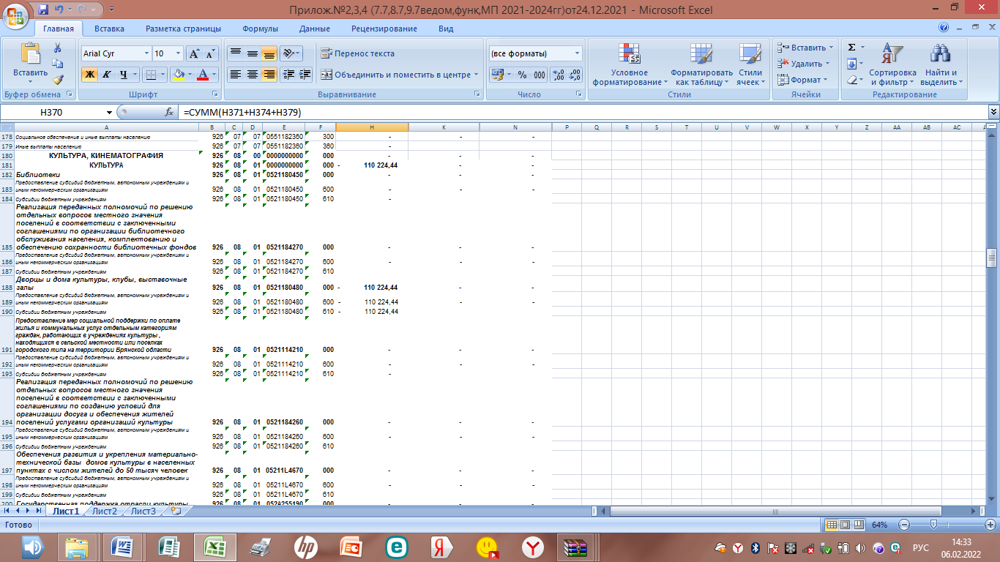 Прилож.№2,3,4 (7.7,8.7,9.7ведом,функ,МП 2021-2024гг)от24.12.2021 - Microsoft Excel
Главная Вставка Разметка страницы Формулы Данные Рецензирование Вид
Вставить
Arial Cyr 10
Ж К Ч
Перенос текста
Объединить и поместить в центре
(все форматы)
% 000
Условное форматирование
Форматировать как таблицу
Стили ячеек
Вставить
Удалить
Формат
Сортировка и фильтр
Найти и выделить
Буфер обмена Шрифт Выравнивание Число Стили Ячейки Редактирование
H370 fx =СУММ(H371+H374+H379)
A B C D E F H K N P Q R S T U V W X Y Z AA AB AC
178 Социальное обеспечение и иные выплаты населению 926 07 07 0551182360 300 - - -
179 Иные выплаты населению 926 07 07 0551182360 360 -
180 КУЛЬТУРА, КИНЕМАТОГРАФИЯ 926 08 00 0000000000 000 - - -
181 КУЛЬТУРА 926 08 01 0000000000 000 - 110 224,44 - -
182 Библиотеки 926 08 01 0521180450 000 - - -
Предоставление субсидий бюджетным, автономным учреждениям и
183 иным некоммерческим организациям 926 08 01 0521180450 600 - - -
184 Субсидии бюджетным учреждениям 926 08 01 0521180450 610 -
Реализация переданных полномочий по решению
отдельных вопросов местного значения
поселений в соответствии с заключенными
соглашениями по организации библиотечного
обслуживания населения, комплектованию и
185 обеспечению сохранности библиотечных фондов 926 08 01 0521184270 000 - - -
Предоставление субсидий бюджетным, автономным учреждениям и
186 иным некоммерческим организациям 926 08 01 0521184270 600 - - -
187 Субсидии бюджетным учреждениям 926 08 01 0521184270 610
Дворцы и дома культуры, клубы, выставочные
188 залы 926 08 01 0521180480 000 - 110 224,44 - -
Предоставление субсидий бюджетным, автономным учреждениям и
189 иным некоммерческим организациям 926 08 01 0521180480 600 - 110 224,44 - -
190 Субсидии бюджетным учреждениям 926 08 01 0521180480 610 - 110 224,44
Предоставление мер социальной поддержки по оплате
жилья и коммунальных услуг отдельным категориям
граждан, работающих в учреждениях культуры ,
находящихся в сельской местности или поселках
191 городского типа на территории Брянской области 926 08 01 0521114210 000 - - -
Предоставление субсидий бюджетным, автономным учреждениям и
192 иным некоммерческим организациям 926 08 01 0521114210 600 - - -
193 Субсидии бюджетным учреждениям 926 08 01 0521114210 610 -
Реализация переданных полномочий по решению
отдельных вопросов местного значения
поселений в соответствии с заключенными
соглашениями по созданию условий для
организации досуга и обеспечения жителей
194 поселений услугами организаций культуры 926 08 01 0521184260 000 - - -
Предоставление субсидий бюджетным, автономным учреждениям и
195 иным некоммерческим организациям 926 08 01 0521184260 600 - - -
196 Субсидии бюджетным учреждениям 926 08 01 0521184260 610
Обеспечения развития и укрепления материально-
технической базы домов культуры в населенных
197 пунктах с числом жителей до 50 тысяч человек 926 08 01 05211L4670 000 - - -
Предоставление субсидий бюджетным, автономным учреждениям и
198 иным некоммерческим организациям 926 08 01 05211L4670 600 - - -
199 Субсидии бюджетным учреждениям 926 08 01 05211L4670 610
200 Государственная поддержка отрасли культуры 926 08 01 052A255190 000 - - -
Лист1 Лист2 Лист3
Готово 64%
РУС 14:33
06.02.2022